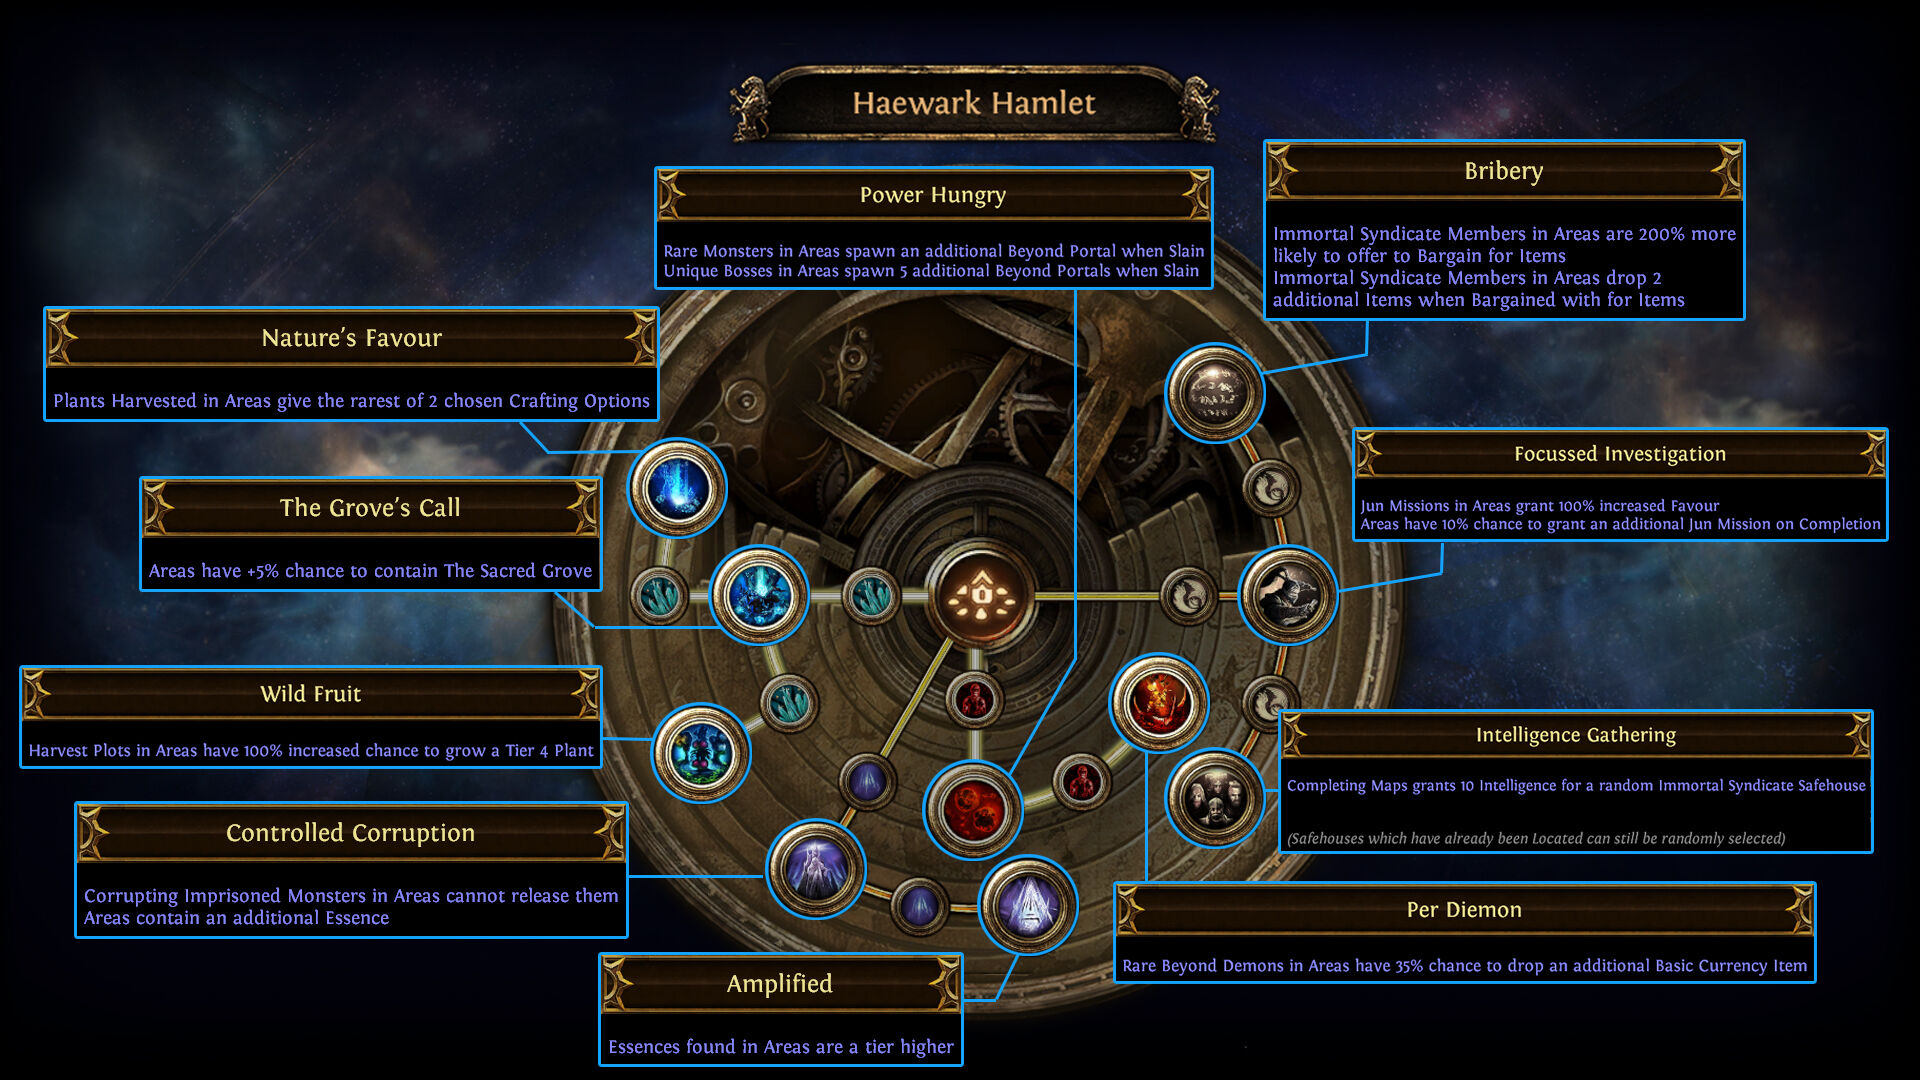 Haewark Hamlet
Power Hungry
Rare Monsters in Areas spawn an additional Beyond Portal when Slain
Unique Bosses in Areas spawn 5 additional Beyond Portals when Slain
Bribery
Immortal Syndicate Members in Areas are 200% more
likely to offer to Bargain for Items
Immortal Syndicate Members in Areas drop 2
additional Items when Bargained with for Items
Nature's Favour
Plants Harvested in Areas give the rarest of 2 chosen Crafting Options
Focussed Investigation
Jun Missions in Areas grant 100% increased Favour
Areas have 10% chance to grant an additional Jun Mission on Completion
The Grove's Call
Areas have +5% chance to contain The Sacred Grove
Wild Fruit
Harvest Plots in Areas have 100% increased chance to grow a Tier 4 Plant
Intelligence Gathering
Completing Maps grants 10 Intelligence for a random Immortal Syndicate Safehouse
(Safehouses which have already been Located can still be randomly selected)
Controlled Corruption
Corrupting Imprisoned Monsters in Areas cannot release them
Areas contain an additional Essence
Per Diemon
Rare Beyond Demons in Areas have 35% chance to drop an additional Basic Currency Item
Amplified
Essences found in Areas are a tier higher